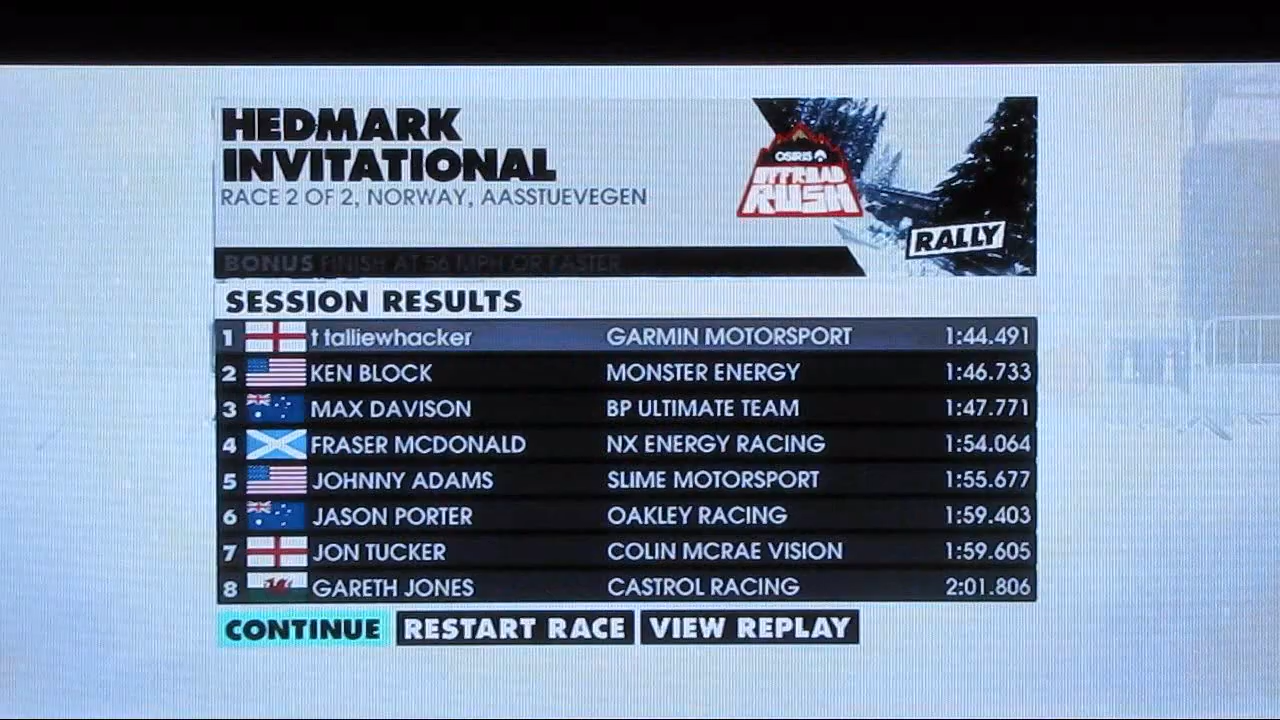 HEDMARK
INVITATIONAL
RACE 2 OF 2, NORWAY, AASSTUEVEGEN
OSIRIS
OFFROAD
RUSH
RALLY
BONUS FINISH AT 56 MPH OR FASTER
SESSION RESULTS
1 t talliewhacker GARMIN MOTORSPORT 1:44.491
2 KEN BLOCK MONSTER ENERGY 1:46.733
3 MAX DAVISON BP ULTIMATE TEAM 1:47.771
4 FRASER MCDONALD NX ENERGY RACING 1:54.064
5 JOHNNY ADAMS SLIME MOTORSPORT 1:55.677
6 JASON PORTER OAKLEY RACING 1:59.403
7 JON TUCKER COLIN MCRAE VISION 1:59.605
8 GARETH JONES CASTROL RACING 2:01.806
CONTINUE RESTART RACE VIEW REPLAY